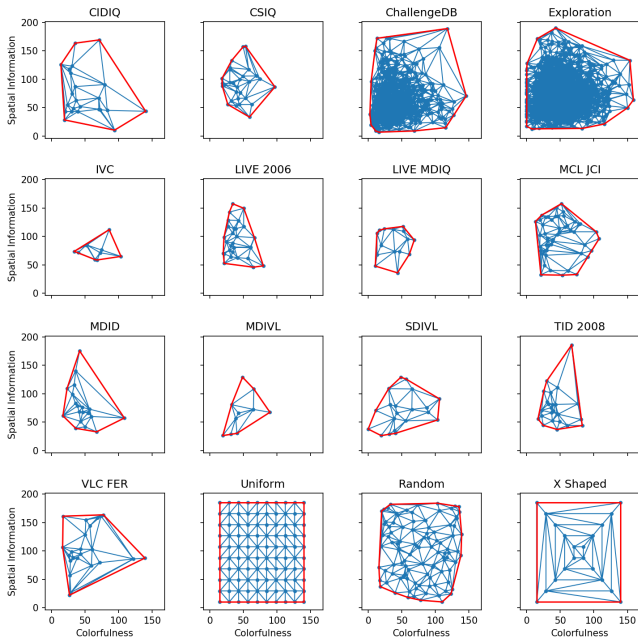 CIDIQ CSIQ ChallengeDB Exploration
200
150
100
50
0
Spatial Information
IVC LIVE 2006 LIVE MDIQ MCL JCI
200
150
100
50
0
Spatial Information
MDID MDIVL SDIVL TID 2008
200
150
100
50
0
Spatial Information
VLC FER Uniform Random X Shaped
200
150
100
50
0
Spatial Information
0 50 100 150 0 50 100 150 0 50 100 150 0 50 100 150
Colorfulness Colorfulness Colorfulness Colorfulness